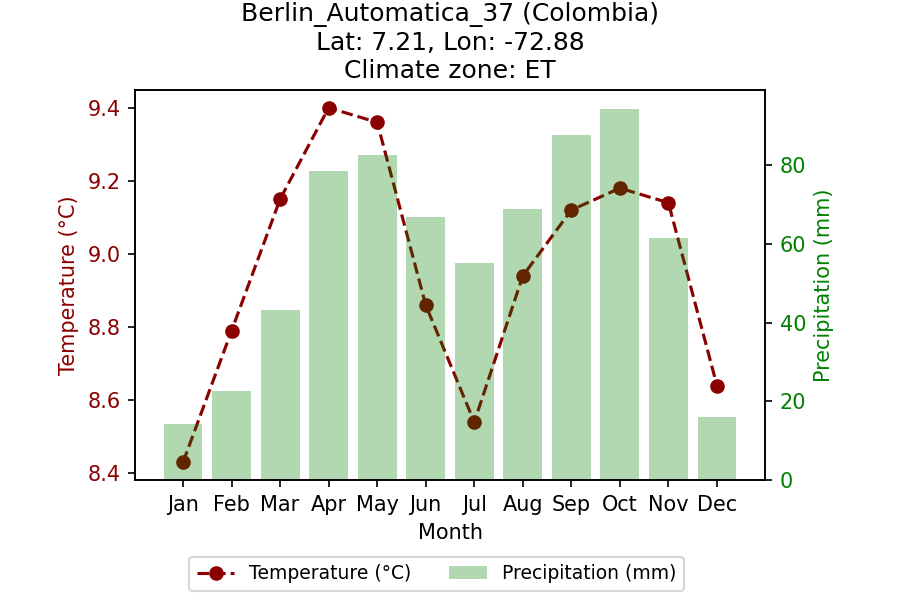 Berlin_Automatica_37 (Colombia)
Lat: 7.21, Lon: -72.88
Climate zone: ET
9.4
9.2
9.0
8.8
8.6
8.4
Temperature (°C)
80
60
40
20
0
Precipitation (mm)
Jan Feb Mar Apr May Jun Jul Aug Sep Oct Nov Dec
Month
Temperature (°C) Precipitation (mm)